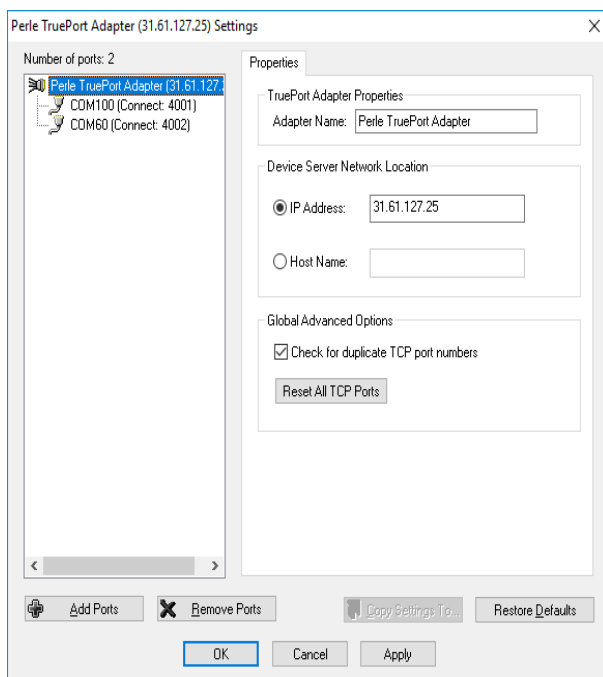 Perle TruePort Adapter (31.61.127.25) Settings
Number of ports: 2
Perle TruePort Adapter (31.61.127.
COM100 (Connect: 4001)
COM60 (Connect: 4002)
Properties
TruePort Adapter Properties
Adapter Name: Perle TruePort Adapter
Device Server Network Location
IP Address: 31.61.127.25
Host Name:
Global Advanced Options
Check for duplicate TCP port numbers
Reset All TCP Ports
Add Ports Remove Ports Copy Settings To... Restore Defaults
OK Cancel Apply